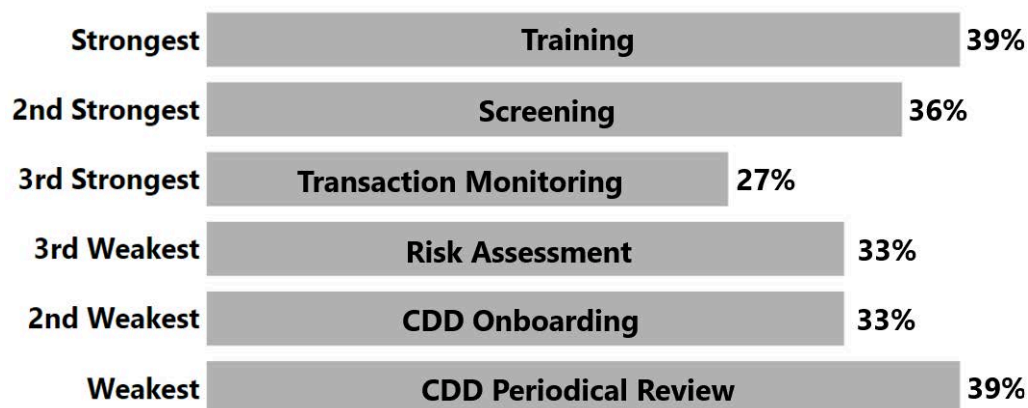 Strongest Training 39%
2nd Strongest Screening 36%
3rd Strongest Transaction Monitoring 27%
3rd Weakest Risk Assessment 33%
2nd Weakest CDD Onboarding 33%
Weakest CDD Periodical Review 39%